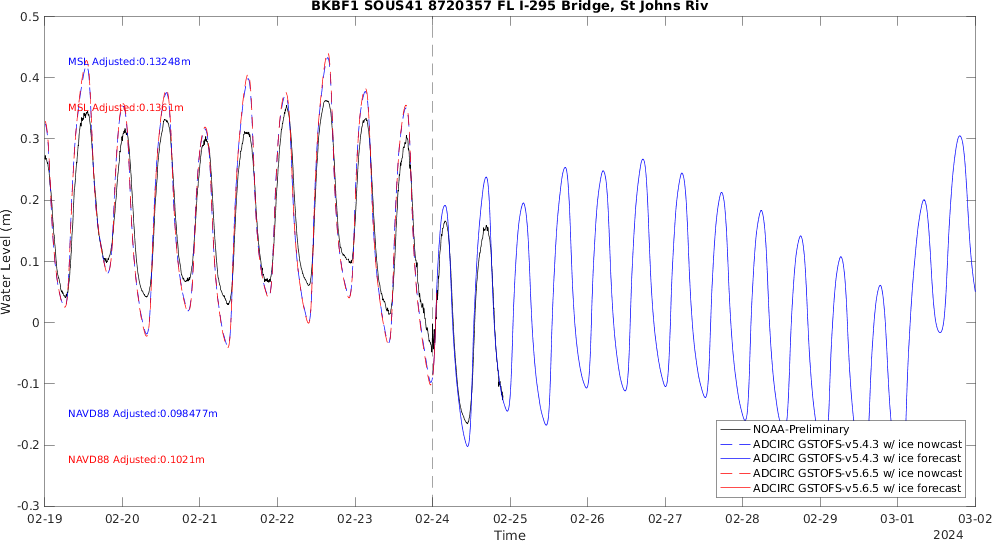 BKBF1 SOUS41 8720357 FL I-295 Bridge, St Johns Riv
0.5
0.4
0.3
0.2
0.1
0
-0.1
-0.2
-0.3
Water Level (m)
MSL Adjusted:0.13248m
MSL Adjusted:0.1361m
NAVD88 Adjusted:0.098477m
NAVD88 Adjusted:0.1021m
NOAA-Preliminary
ADCIRC GSTOFS-v5.4.3 w/ ice nowcast
ADCIRC GSTOFS-v5.4.3 w/ ice forecast
ADCIRC GSTOFS-v5.6.5 w/ ice nowcast
ADCIRC GSTOFS-v5.6.5 w/ ice forecast
02-19 02-20 02-21 02-22 02-23 02-24 02-25 02-26 02-27 02-28 02-29 03-01 03-02
Time
2024